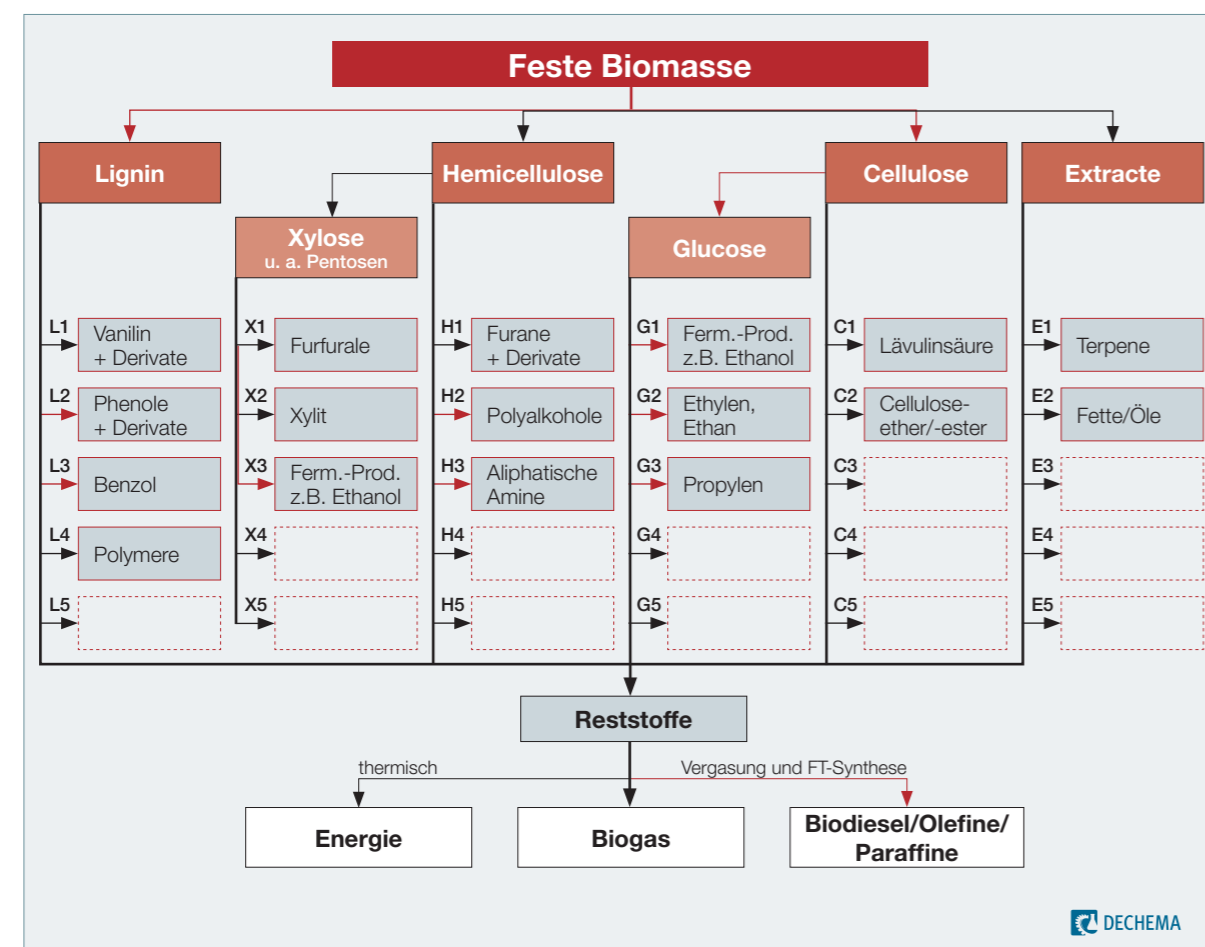 Feste Biomasse
Lignin
Hemicellulose
Cellulose
Extracte
Xylose
u. a. Pentosen
Glucose
L1
Vanilin
+ Derivate
L2
Phenole
+ Derivate
L3
Benzol
L4
Polymere
L5
X1
Furfurale
X2
Xylit
X3
Ferm.-Prod.
z.B. Ethanol
X4
X5
H1
Furane
+ Derivate
H2
Polyalkohole
H3
Aliphatische
Amine
H4
H5
G1
Ferm.-Prod.
z.B. Ethanol
G2
Ethylen,
Ethan
G3
Propylen
G4
G5
C1
Lävulinsäure
C2
Cellulose-
ether/-ester
C3
C4
C5
E1
Terpene
E2
Fette/Öle
E3
E4
E5
Reststoffe
thermisch
Vergasung und FT-Synthese
Energie
Biogas
Biodiesel/Olefine/
Paraffine
DECHEMA